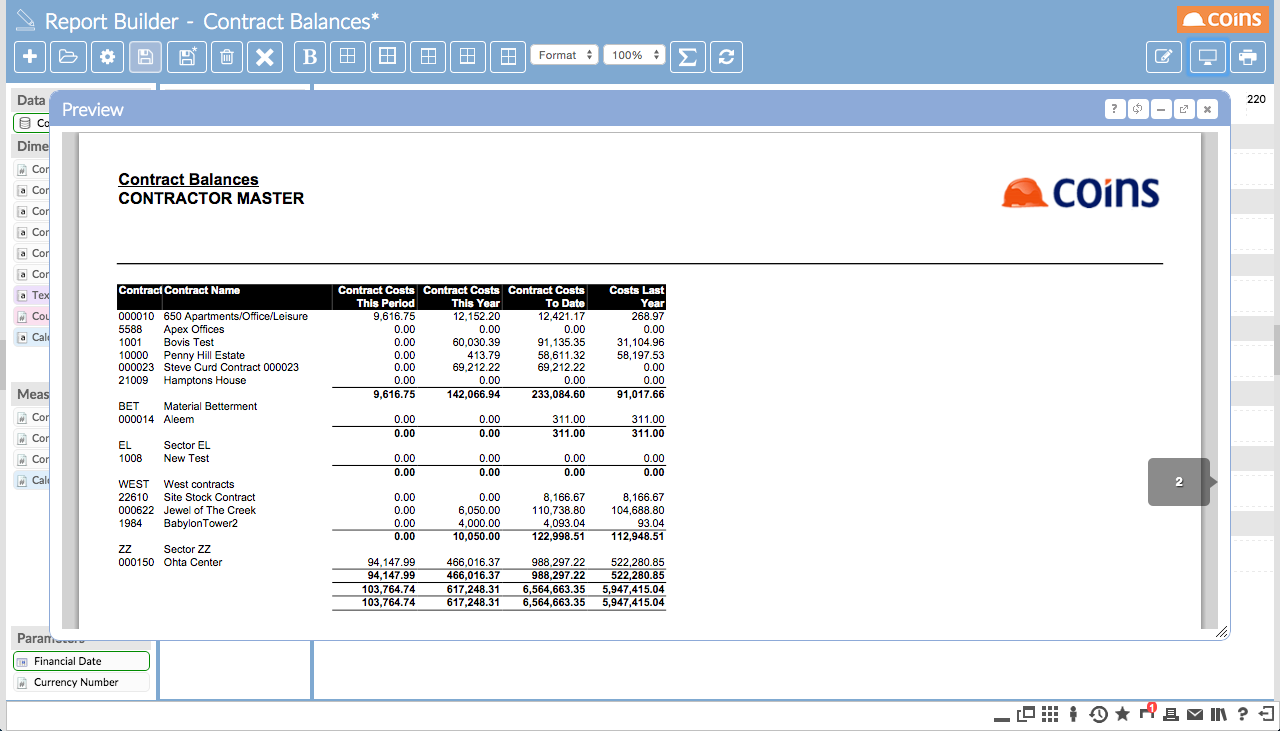 Report Builder - Contract Balances*
coins
B
Format
100%
Σ
Data
220
Preview
?
Co
Dime
Con
Con
Con
Con
Con
Con
Tex
Cou
Calc
Meas
Con
Con
Con
Calc
Contract Balances
CONTRACTOR MASTER
coins
Contract Contract Name Contract Costs This Period Contract Costs This Year Contract Costs To Date Costs Last Year
000010 650 Apartments/Office/Leisure 9,616.75 12,152.20 12,421.17 268.97
5588 Apex Offices 0.00 0.00 0.00 0.00
1001 Bovis Test 0.00 60,030.39 91,135.35 31,104.96
10000 Penny Hill Estate 0.00 413.79 58,611.32 58,197.53
000023 Steve Curd Contract 000023 0.00 69,212.22 69,212.22 0.00
21009 Hamptons House 0.00 0.00 0.00 0.00
9,616.75 142,066.94 233,084.60 91,017.66
BET Material Betterment
000014 Aleem 0.00 0.00 311.00 311.00
0.00 0.00 311.00 311.00
EL Sector EL
1008 New Test 0.00 0.00 0.00 0.00
0.00 0.00 0.00 0.00
WEST West contracts
22610 Site Stock Contract 0.00 0.00 8,166.67 8,166.67
000622 Jewel of The Creek 0.00 6,050.00 110,738.80 104,688.80
1984 BabylonTower2 0.00 4,000.00 4,093.04 93.04
0.00 10,050.00 122,998.51 112,948.51
ZZ Sector ZZ
000150 Ohta Center 94,147.99 466,016.37 988,297.22 522,280.85
94,147.99 466,016.37 988,297.22 522,280.85
103,764.74 617,248.31 6,564,663.35 5,947,415.04
103,764.74 617,248.31 6,564,663.35 5,947,415.04
2
Parameters
Financial Date
Currency Number
1
?